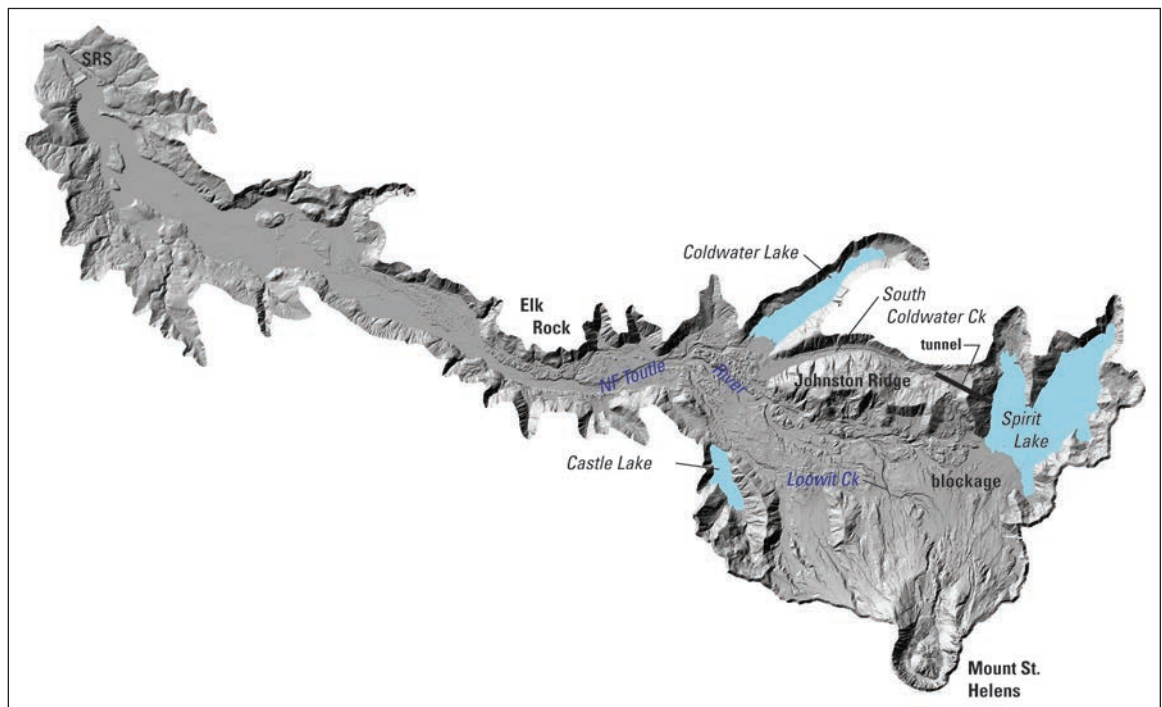 SRS
Coldwater Lake
South
Coldwater Ck
tunnel
Elk
Rock
NF Toutle
River
Johnston Ridge
Spirit
Lake
Castle Lake
Loowit Ck
blockage
Mount St.
Helens